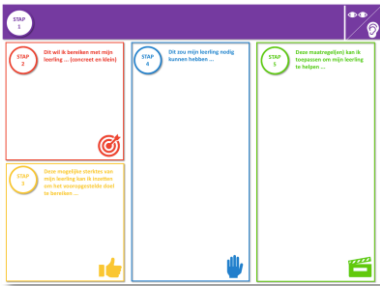 STAP
1
STAP
2
Dit wil ik bereiken met mijn
leerling ... (concreet en klein)
STAP
3
Deze mogelijke sterktes van
mijn leerling kan ik inzetten
om het vooropgestelde doel
te bereiken ...
STAP
4
Dit zou mijn leerling nodig
kunnen hebben ...
STAP
5
Deze maatregel(en) kan ik
toepassen om mijn leerling
te helpen ...